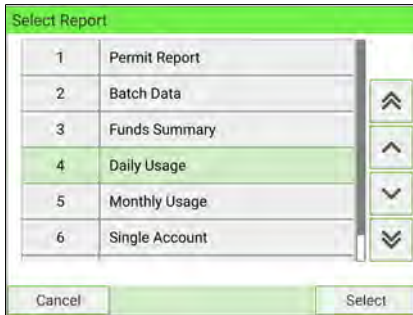 Select Report
1 Permit Report
2 Batch Data
3 Funds Summary
4 Daily Usage
5 Monthly Usage
6 Single Account
Cancel Select